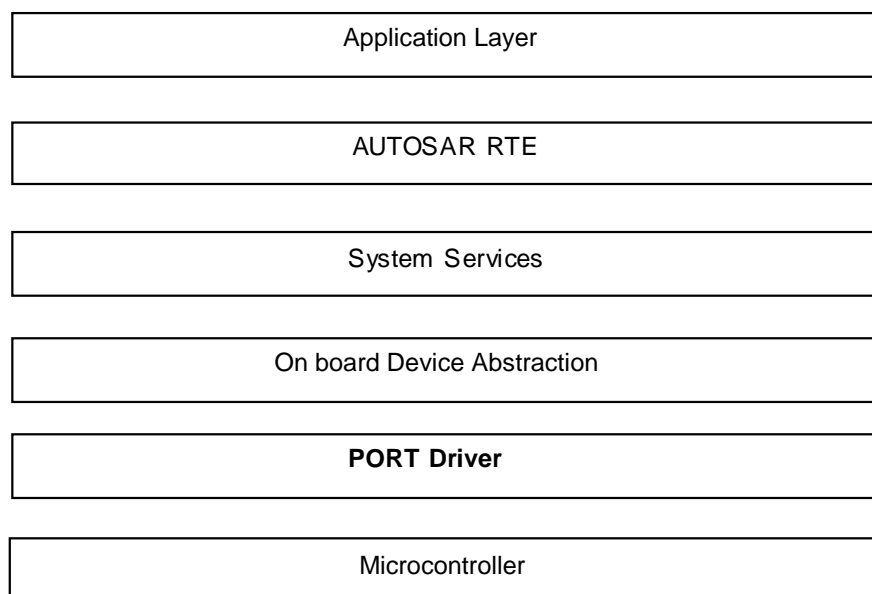 Application Layer
AUTOSAR RTE
System Services
On board Device Abstraction
PORT Driver
Microcontroller